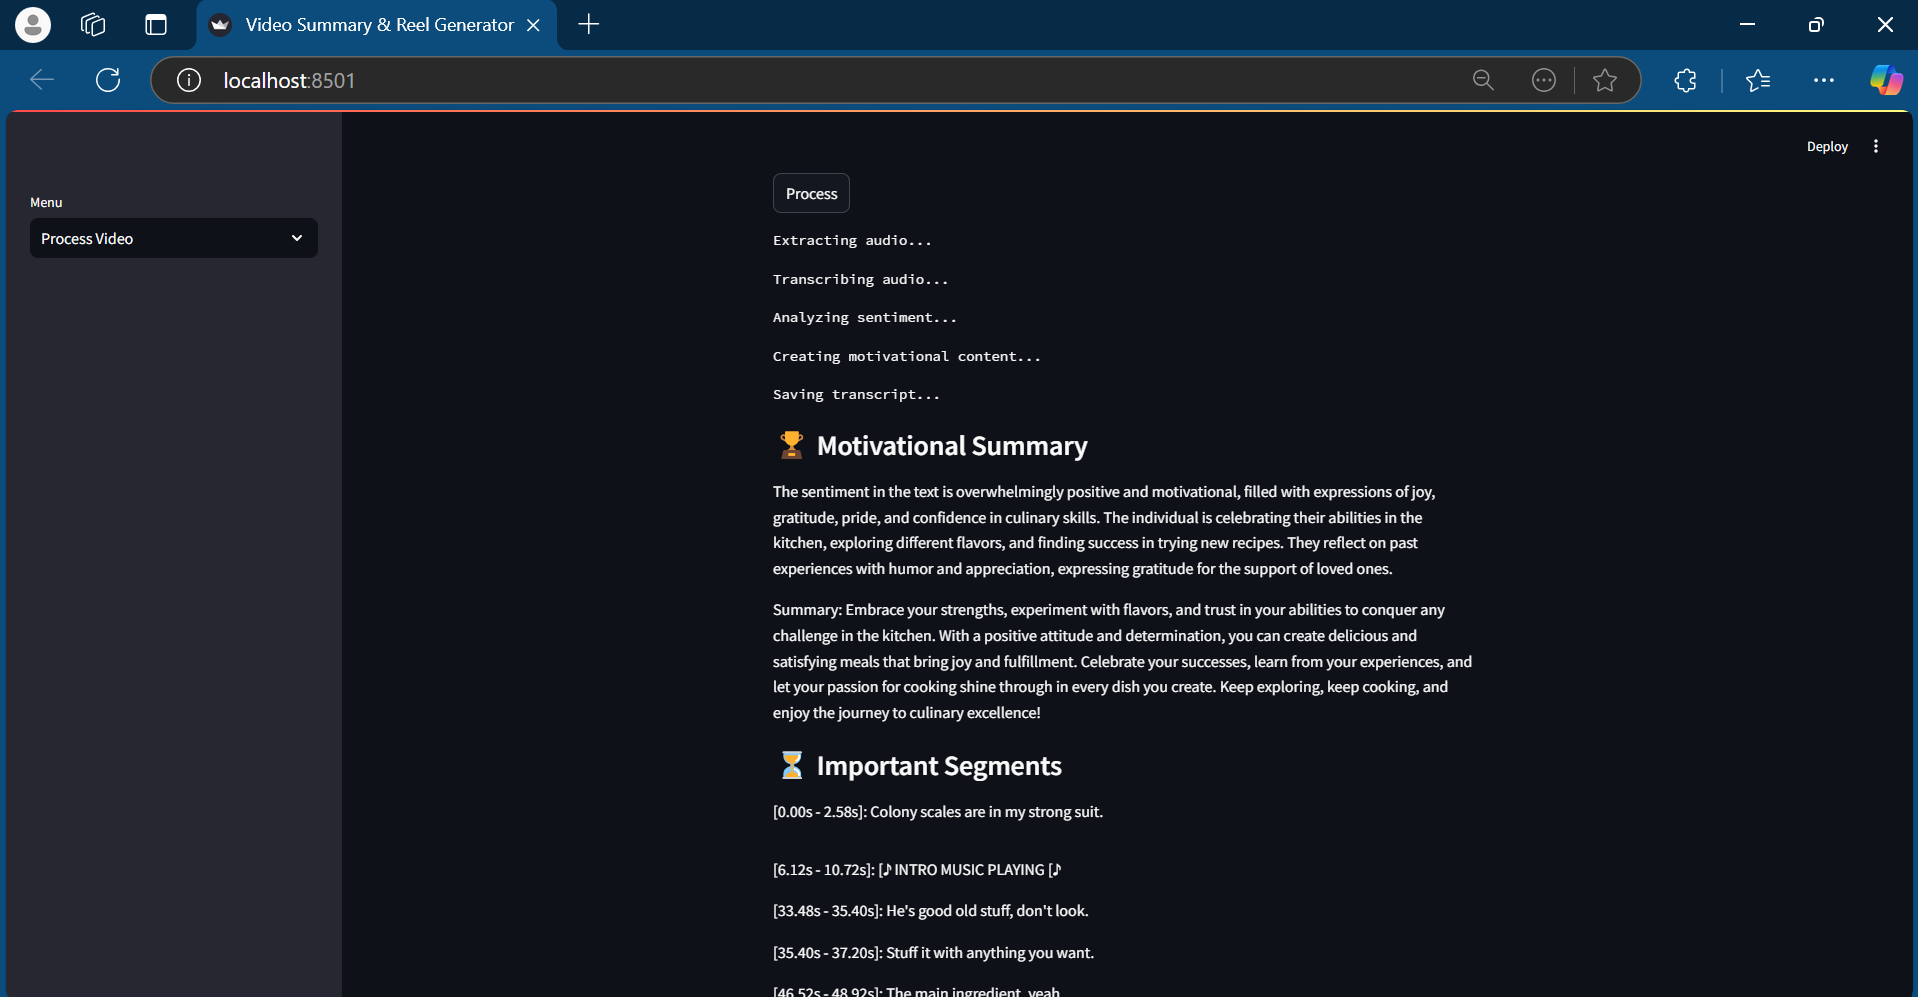 Video Summary & Reel Generator
localhost:8501
Deploy
Menu
Process Video
Process
Extracting audio...
Transcribing audio...
Analyzing sentiment...
Creating motivational content...
Saving transcript...
🏆 Motivational Summary
The sentiment in the text is overwhelmingly positive and motivational, filled with expressions of joy,
gratitude, pride, and confidence in culinary skills. The individual is celebrating their abilities in the
kitchen, exploring different flavors, and finding success in trying new recipes. They reflect on past
experiences with humor and appreciation, expressing gratitude for the support of loved ones.
Summary: Embrace your strengths, experiment with flavors, and trust in your abilities to conquer any
challenge in the kitchen. With a positive attitude and determination, you can create delicious and
satisfying meals that bring joy and fulfillment. Celebrate your successes, learn from your experiences, and
let your passion for cooking shine through in every dish you create. Keep exploring, keep cooking, and
enjoy the journey to culinary excellence!
⏳ Important Segments
[0.00s - 2.58s]: Colony scales are in my strong suit.
[6.12s - 10.72s]: [♪ INTRO MUSIC PLAYING [♪
[33.48s - 35.40s]: He's good old stuff, don't look.
[35.40s - 37.20s]: Stuff it with anything you want.
[46.52s - 48.92s]: The main ingredient, yeah